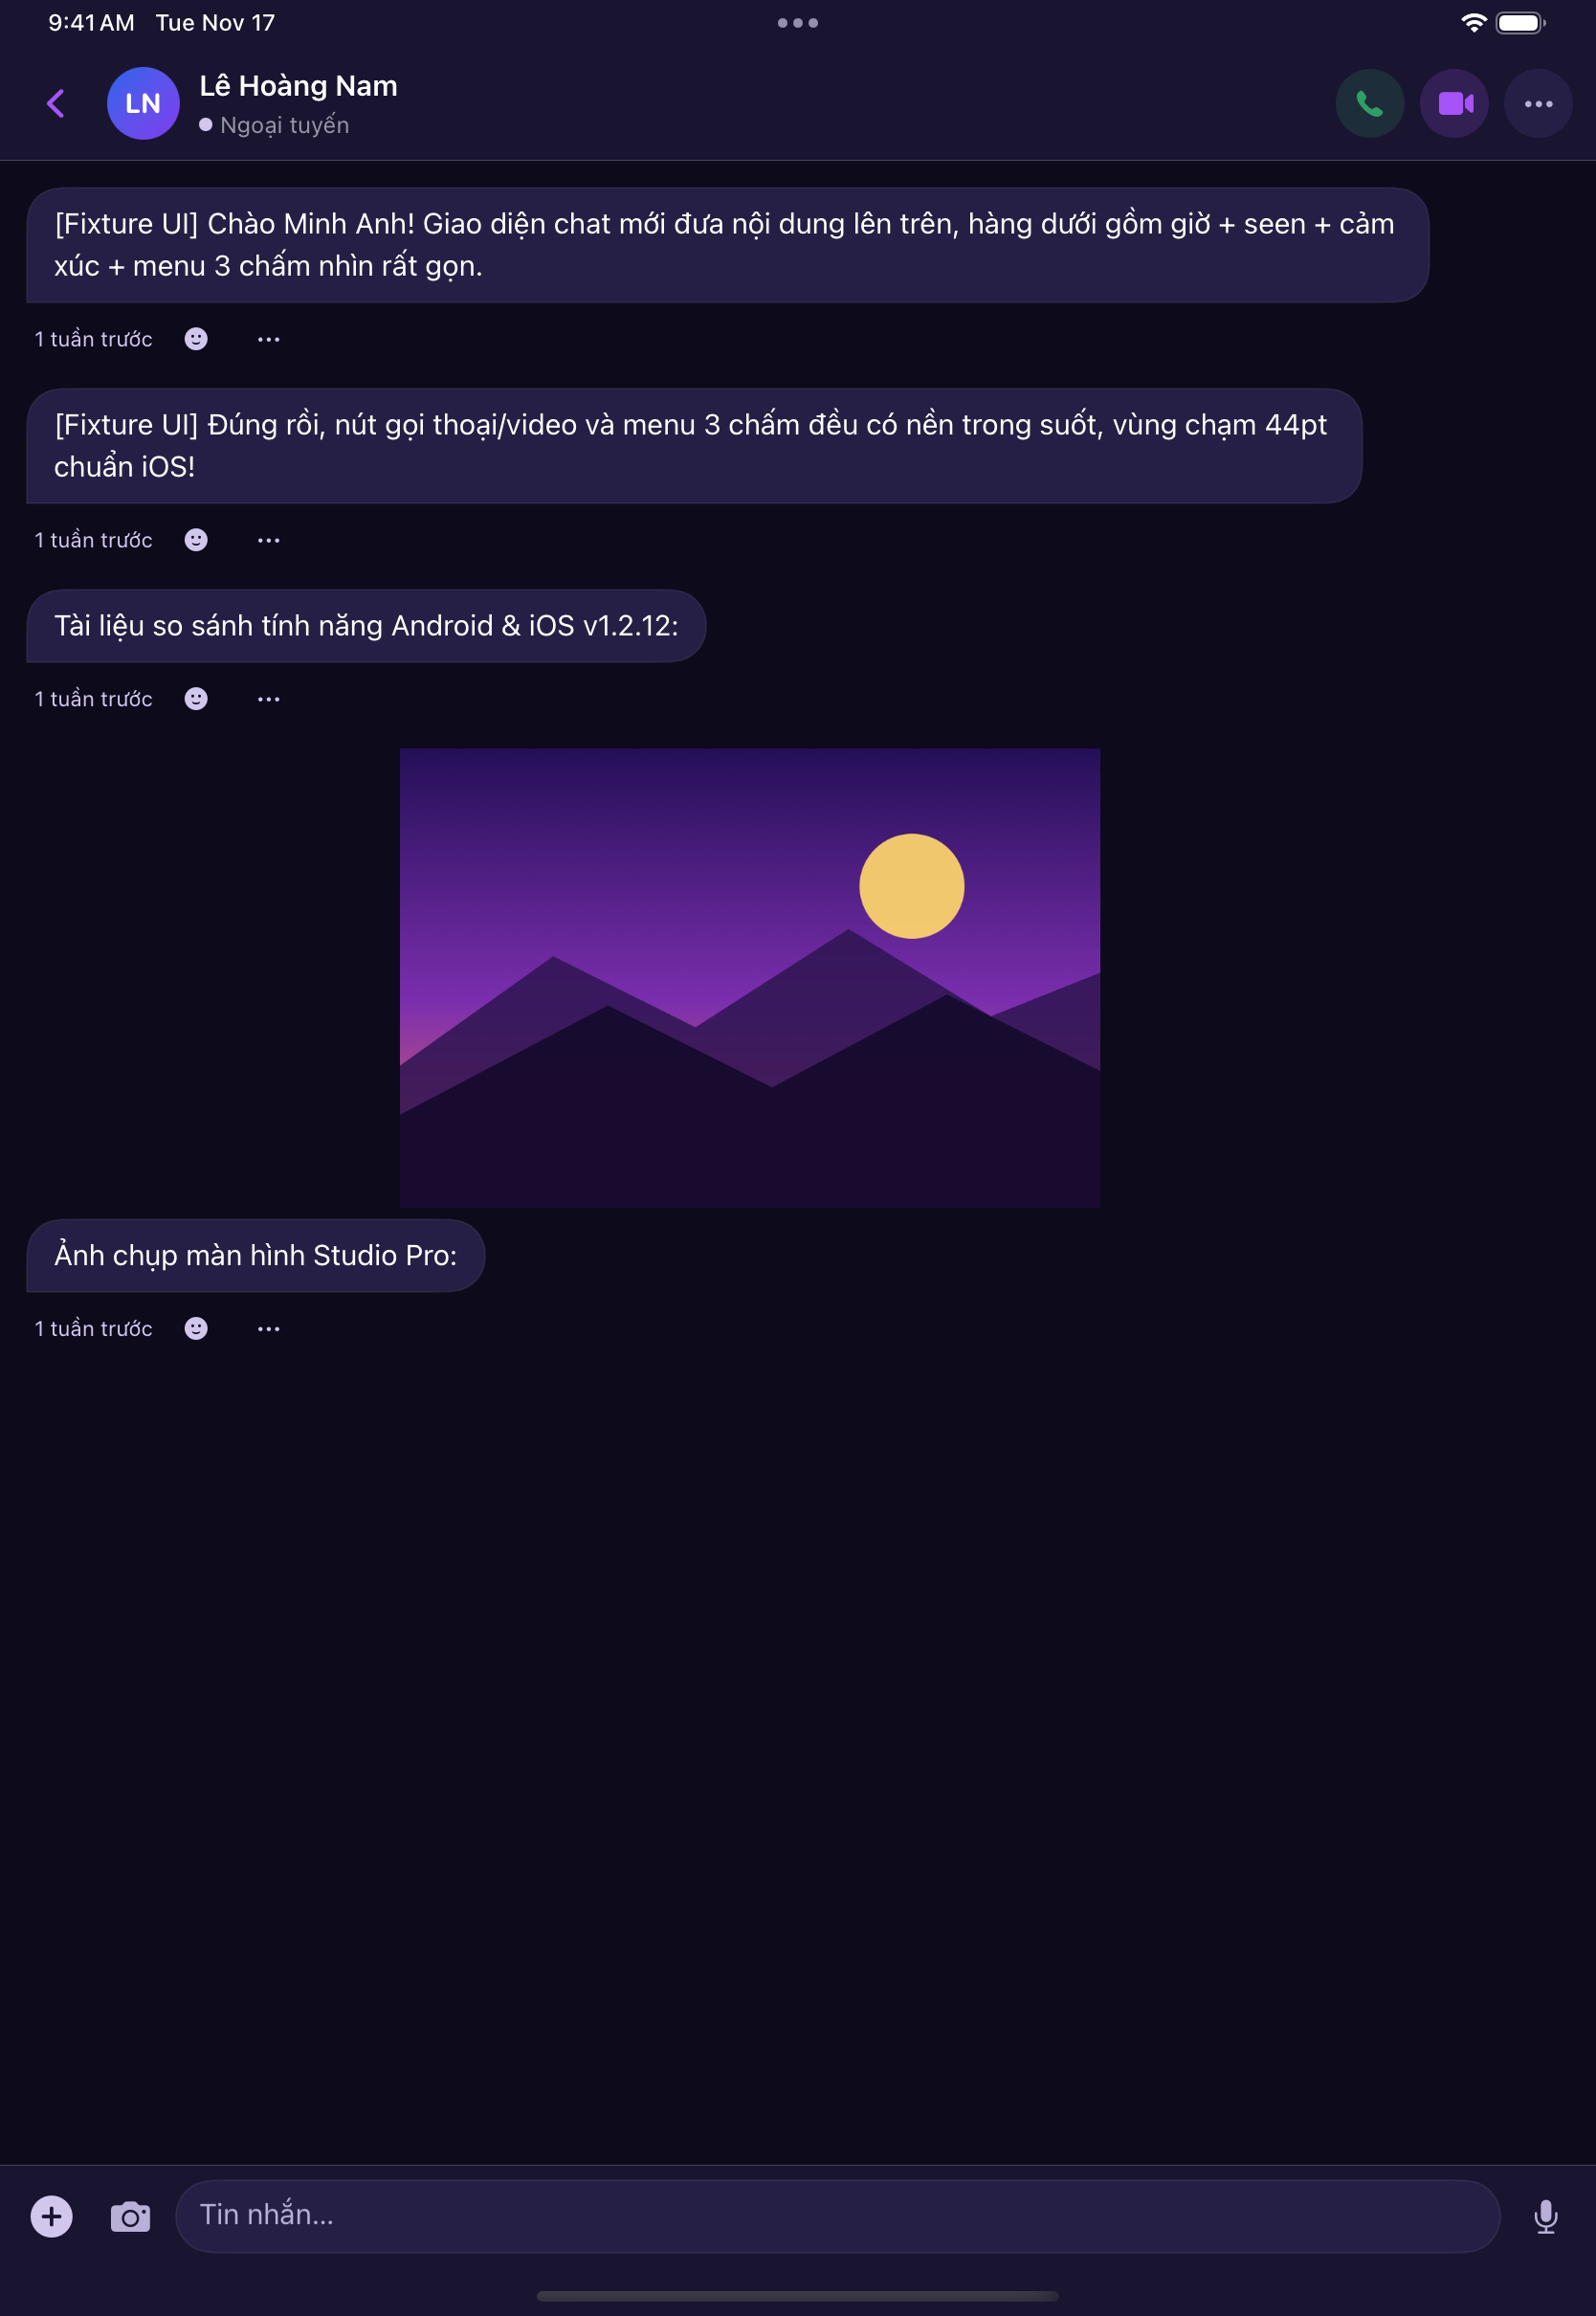 9:41 AM Tue Nov 17
LN
Lê Hoàng Nam
Ngoại tuyến
[Fixture UI] Chào Minh Anh! Giao diện chat mới đưa nội dung lên trên, hàng dưới gồm giờ + seen + cảm
xúc + menu 3 chấm nhìn rất gọn.
1 tuần trước
[Fixture UI] Đúng rồi, nút gọi thoại/video và menu 3 chấm đều có nền trong suốt, vùng chạm 44pt
chuẩn iOS!
1 tuần trước
Tài liệu so sánh tính năng Android & iOS v1.2.12:
1 tuần trước
Ảnh chụp màn hình Studio Pro:
1 tuần trước
Tin nhắn...